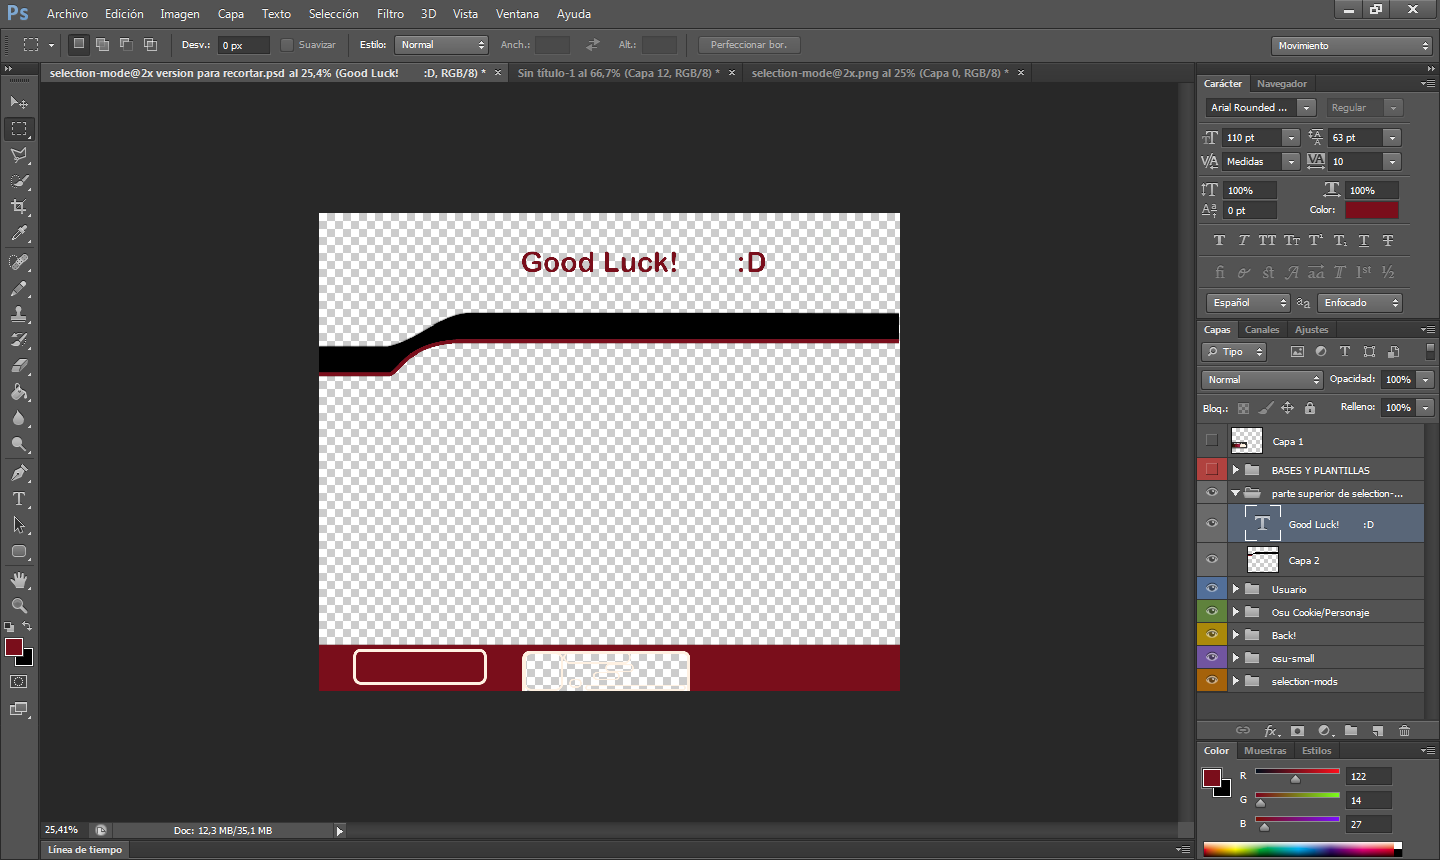 Ps Archivo Edición Imagen Capa Texto Selección Filtro 3D Vista Ventana Ayuda
Desv.: 0 px Suavizar Estilo: Normal Anch.: Alt.: Perfeccionar bor. Movimiento
selection-mode@2x version para recortar.psd al 25,4% (Good Luck! :D, RGB/8) * × Sin título-1 al 66,7% (Capa 12, RGB/8) * × selection-mode@2x.png al 25% (Capa 0, RGB/8) * ×
Carácter Navegador
Arial Rounded ... Regular
110 pt 63 pt
Medidas 10
100% 100%
0 pt Color:
Español Enfocado
Good Luck! :D
Capas Canales Ajustes
Tipo
Normal Opacidad: 100%
Bloq.: Relleno: 100%
Capa 1
BASES Y PLANTILLAS
parte superior de selection-...
Good Luck! :D
Capa 2
Usuario
Osu Cookie/Personaje
Back!
osu-small
selection-mods
Color Muestras Estilos
R 122
G 14
B 27
25,41% Doc: 12,3 MB/35,1 MB
Línea de tiempo